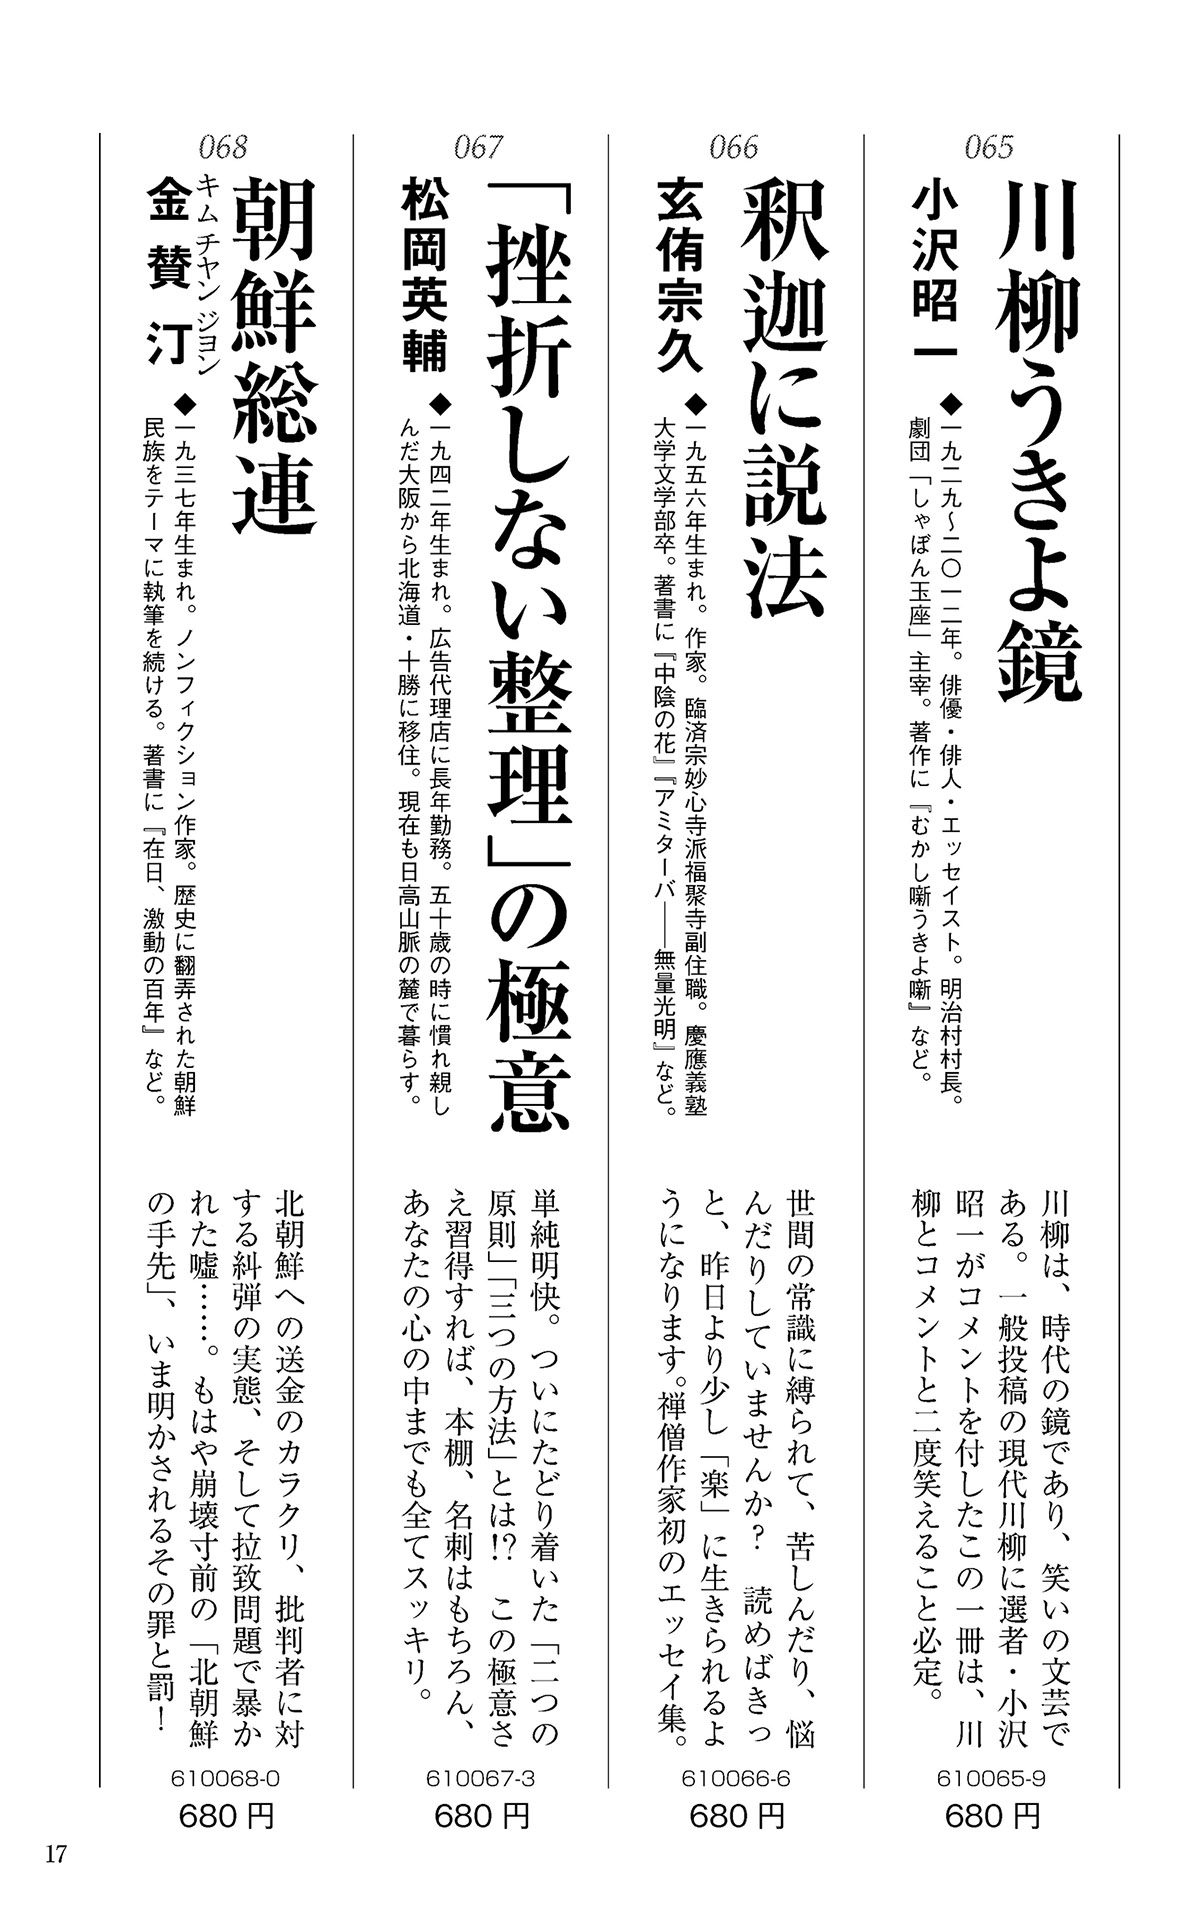 065
川柳うきよ鏡
小沢昭一
◆一九二九〜二〇一二年。俳優・俳人・エッセイスト。明治村村長。
劇団「しゃぼん玉座」主宰。著作に『むかし噺うきよ噺』など。
川柳は、時代の鏡であり、笑いの文芸で
ある。一般投稿の現代川柳に選者・小沢
昭一がコメントを付したこの一冊は、川
柳とコメントと二度笑えること必定。
610065-9
680円
066
釈迦に説法
玄侑宗久
◆一九五六年生まれ。作家。臨済宗妙心寺派福聚寺副住職。慶應義塾
大学文学部卒。著書に『中陰の花』『アミターバ――無量光明』など。
世間の常識に縛られて、苦しんだり、悩
んだりしていませんか?　読めばきっ
と、昨日より少し「楽」に生きられるよ
うになります。禅僧作家初のエッセイ集。
610066-6
680円
067
「挫折しない整理」の極意
松岡英輔
◆一九四二年生まれ。広告代理店に長年勤務。五十歳の時に慣れ親し
んだ大阪から北海道・十勝に移住。現在も日高山脈の麓で暮らす。
単純明快。ついにたどり着いた「二つの
原則」「三つの方法」とは!?　この極意さ
え習得すれば、本棚、名刺はもちろん、
あなたの心の中までも全てスッキリ。
610067-3
680円
068
朝鮮総連
キム チヤン ジヨン
金賛汀
◆一九三七年生まれ。ノンフィクション作家。歴史に翻弄された朝鮮
民族をテーマに執筆を続ける。著書に『在日、激動の百年』など。
北朝鮮への送金のカラクリ、批判者に対
する糾弾の実態、そして拉致問題で暴か
れた嘘……。もはや崩壊寸前の「北朝鮮
の手先」、いま明かされるその罪と罰!
610068-0
680円
17